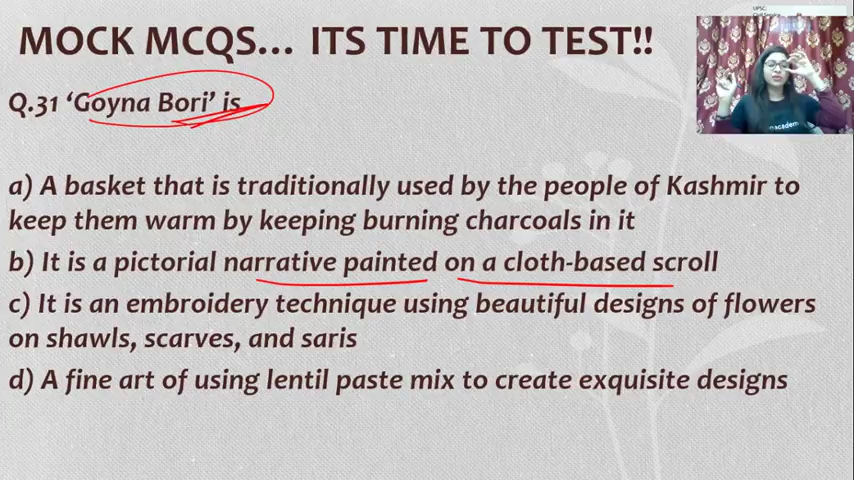 UPSC
MOCK MCQS... ITS TIME TO TEST!!
Q.31 ‘Goyna Bori’ is
academ
a) A basket that is traditionally used by the people of Kashmir to
keep them warm by keeping burning charcoals in it
b) It is a pictorial narrative painted on a cloth-based scroll
c) It is an embroidery technique using beautiful designs of flowers
on shawls, scarves, and saris
d) A fine art of using lentil paste mix to create exquisite designs